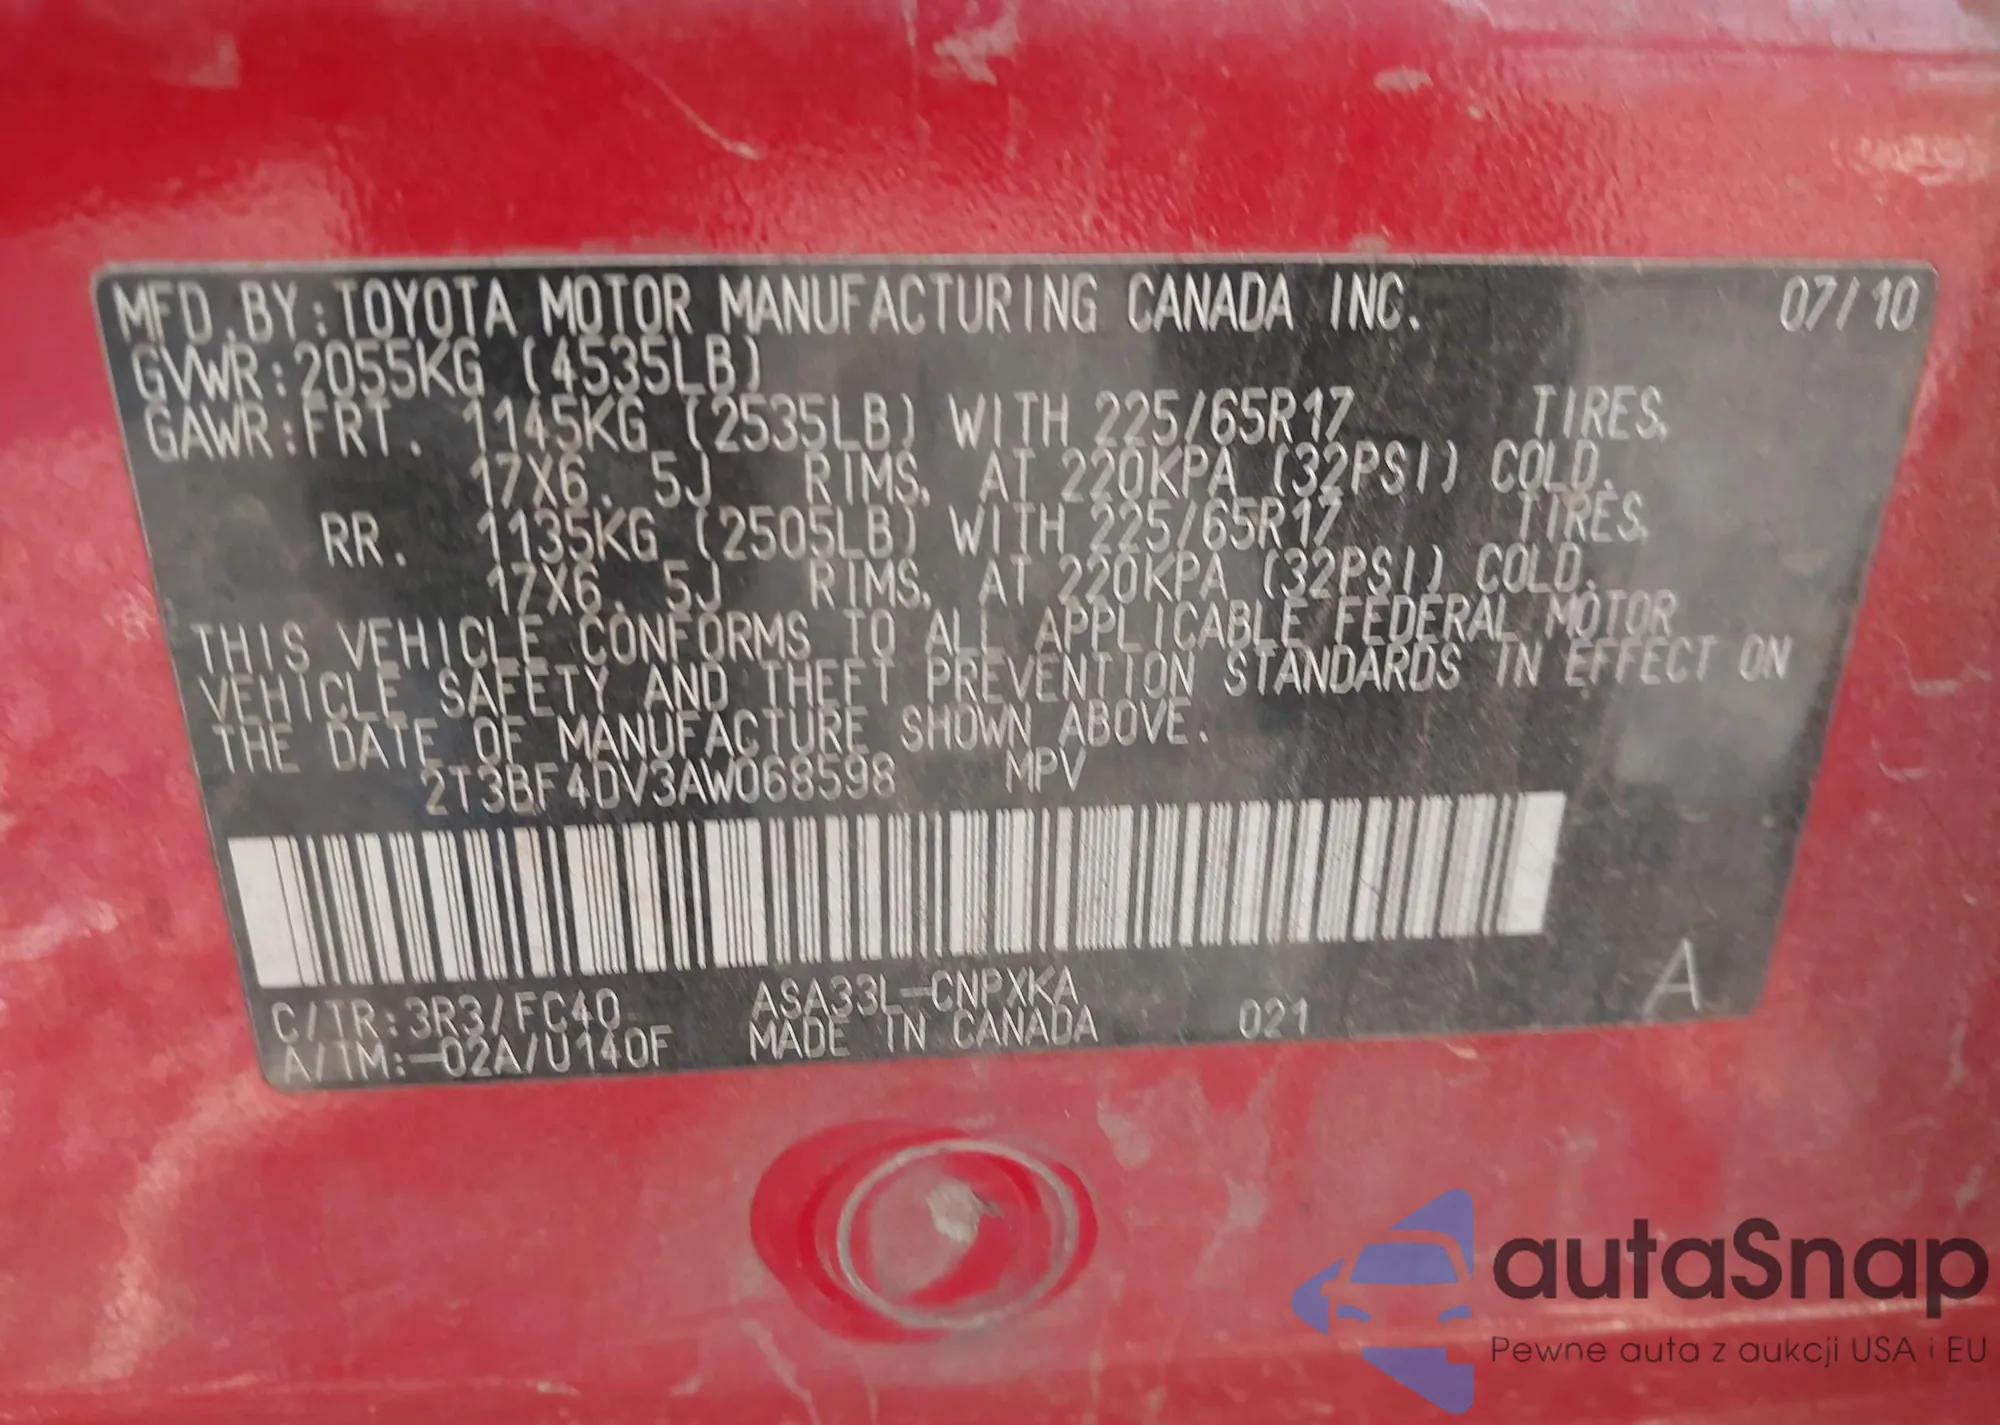 MFD.BY:TOYOTA MOTOR MANUFACTURING CANADA INC. 07/10
GVWR:2055KG (4535LB)
GAWR:FRT. 1145KG (2535LB) WITH 225/65R17 TIRES,
17X6.5J RIMS, AT 220KPA (32PSI) COLD.
RR. 1135KG (2505LB) WITH 225/65R17 TIRES,
17X6.5J RIMS, AT 220KPA (32PSI) COLD.
THIS VEHICLE CONFORMS TO ALL APPLICABLE FEDERAL MOTOR
VEHICLE SAFETY AND THEFT PREVENTION STANDARDS IN EFFECT ON
THE DATE OF MANUFACTURE SHOWN ABOVE.
2T3BF4DV3AW068598 MPV
C/TR:3R3/FC40 ASA33L-CNPXKA
A/TM:-02A/U140F MADE IN CANADA 021 A
autaSnap
Pewne auta z aukcji USA i EU